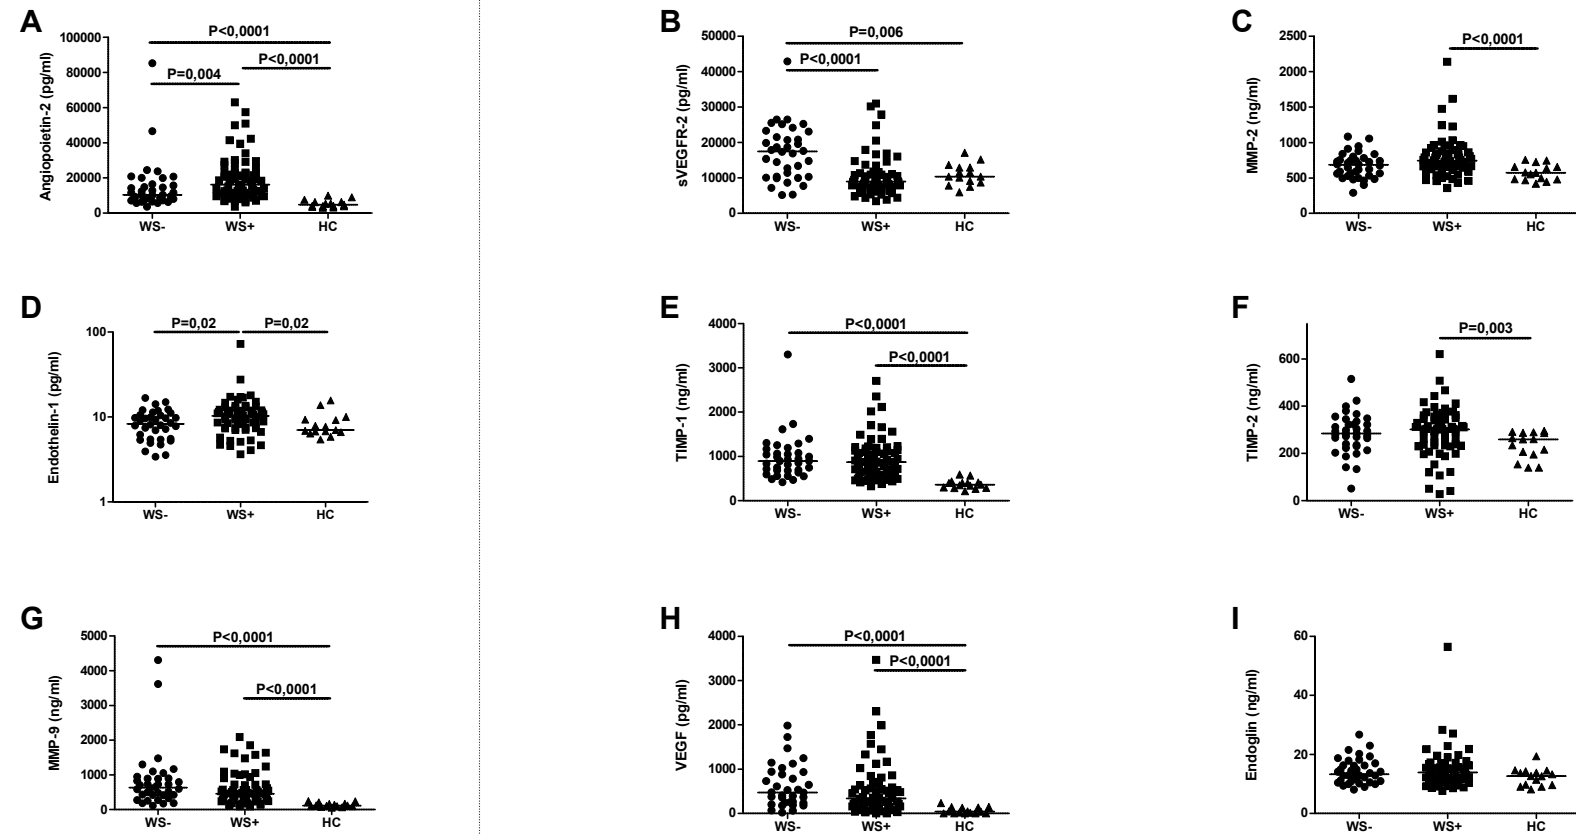 A
P<0,0001
P<0,0001
P=0,004
Angiopoietin-2 (pg/ml)
100000
80000
60000
40000
20000
0
WS- WS+ HC
B
P=0,006
P<0,0001
sVEGFR-2 (pg/ml)
50000
40000
30000
20000
10000
0
WS- WS+ HC
C
P<0,0001
MMP-2 (ng/ml)
2500
2000
1500
1000
500
0
WS- WS+ HC
D
P=0,02 P=0,02
Endothelin-1 (pg/ml)
100
10
1
WS- WS+ HC
E
P<0,0001
P<0,0001
TIMP-1 (ng/ml)
4000
3000
2000
1000
0
WS- WS+ HC
F
P=0,003
TIMP-2 (ng/ml)
600
400
200
0
WS- WS+ HC
G
P<0,0001
P<0,0001
MMP-9 (ng/ml)
5000
4000
3000
2000
1000
0
WS- WS+ HC
H
P<0,0001
P<0,0001
VEGF (pg/ml)
4000
3000
2000
1000
0
WS- WS+ HC
I
Endoglin (ng/ml)
60
40
20
0
WS- WS+ HC